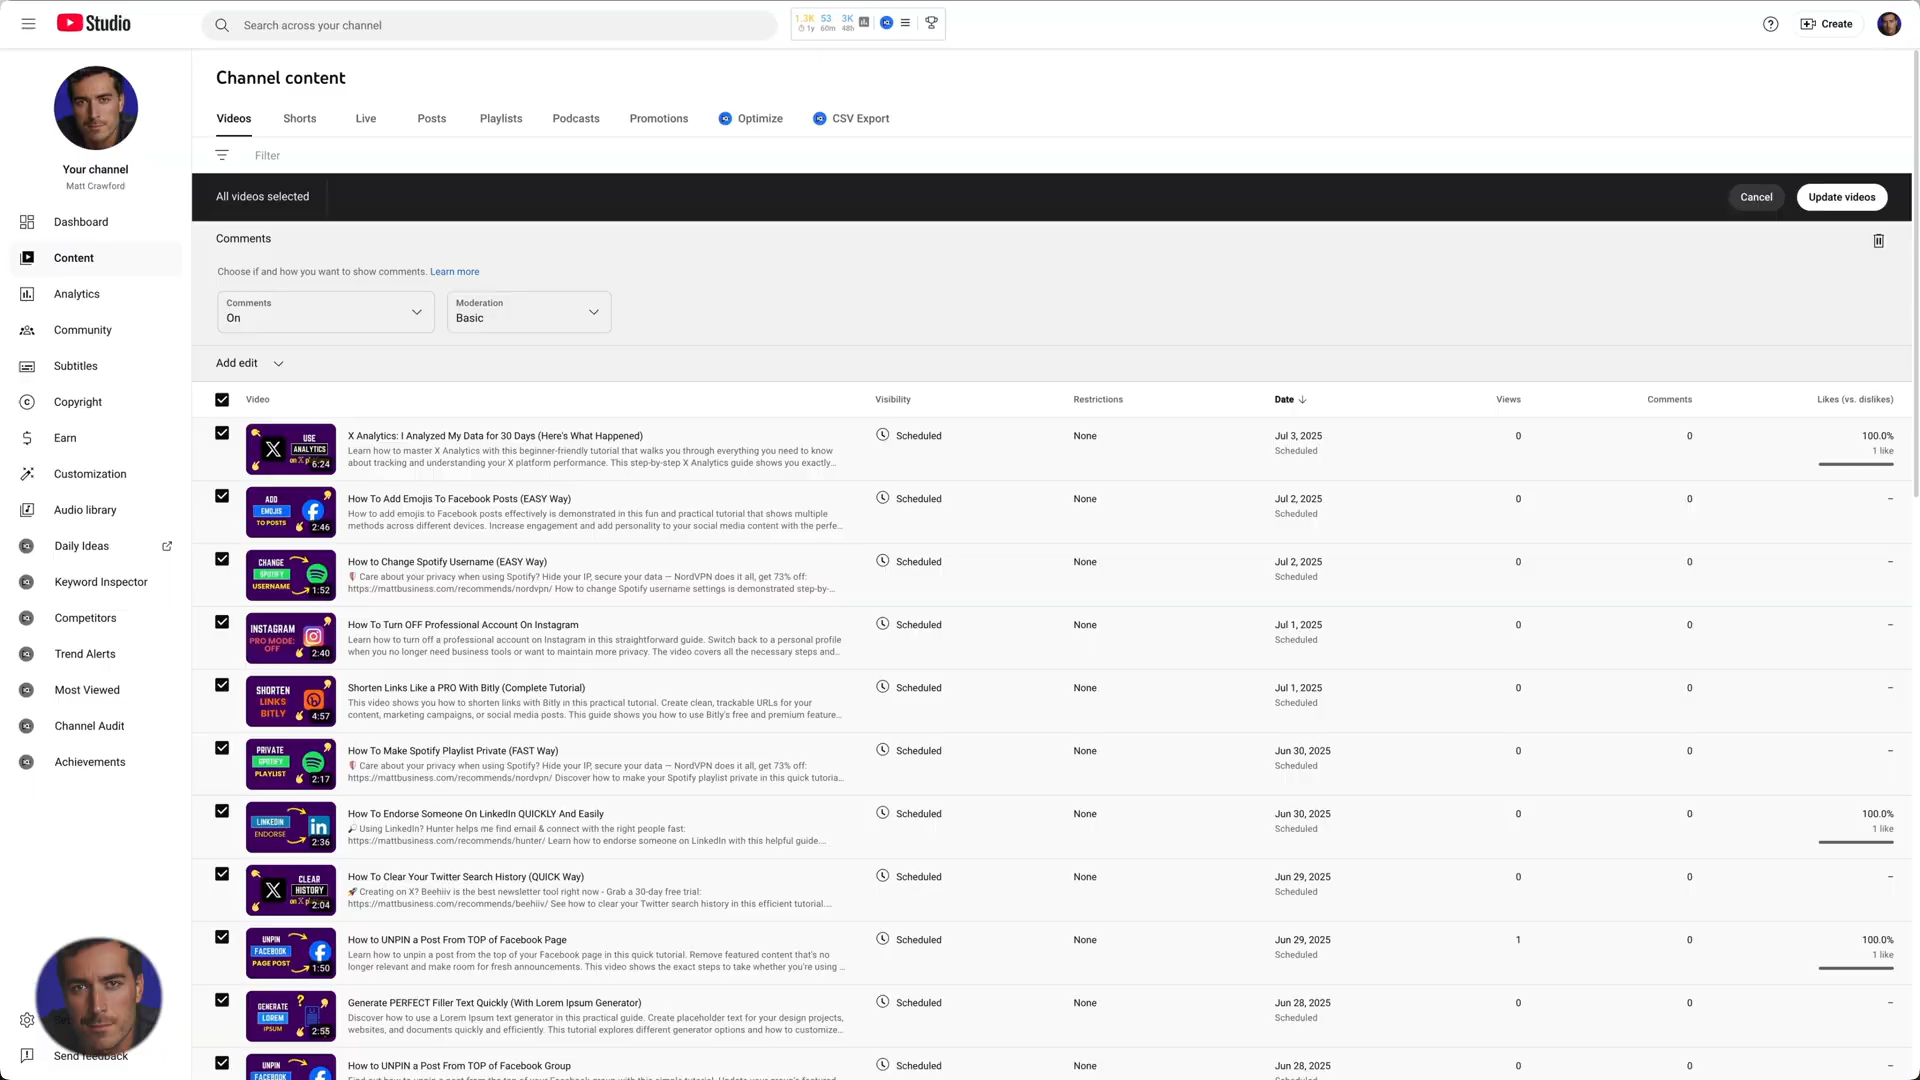 Studio
Search across your channel
1.3K 53 3K
1y 60m 48h
Create
Channel content
Videos Shorts Live Posts Playlists Podcasts Promotions Optimize CSV Export
Filter
Your channel
Matt Crawford
Dashboard
Content
Analytics
Community
Subtitles
Copyright
Earn
Customization
Audio library
Daily Ideas
Keyword Inspector
Competitors
Trend Alerts
Most Viewed
Channel Audit
Achievements
Send feedback
All videos selected
Cancel
Update videos
Comments
Choose if and how you want to show comments. Learn more
Comments
On
Moderation
Basic
Add edit
Video Visibility Restrictions Date Views Comments Likes (vs. dislikes)
USE
ANALYTICS
6:24
X Analytics: I Analyzed My Data for 30 Days (Here's What Happened)
Learn how to master X Analytics with this beginner-friendly tutorial that walks you through everything you need to know
about tracking and understanding your X platform performance. This step-by-step X Analytics guide shows you exactly...
Scheduled None Jul 3, 2025 0 0 100.0%
Scheduled 1 like
ADD
EMOJIS
TO POSTS
2:46
How To Add Emojis To Facebook Posts (EASY Way)
How to add emojis to Facebook posts effectively is demonstrated in this fun and practical tutorial that shows multiple
methods across different devices. Increase engagement and add personality to your social media content with the perfe...
Scheduled None Jul 2, 2025 0 0 –
Scheduled
CHANGE
SPOTIFY
USERNAME
1:52
How to Change Spotify Username (EASY Way)
Care about your privacy when using Spotify? Hide your IP, secure your data — NordVPN does it all, get 73% off:
https://mattbusiness.com/recommends/nordvpn/ How to change Spotify username settings is demonstrated step-by-...
Scheduled None Jul 2, 2025 0 0 –
Scheduled
INSTAGRAM
PRO MODE:
OFF
2:40
How To Turn OFF Professional Account On Instagram
Learn how to turn off a professional account on Instagram in this straightforward guide. Switch back to a personal profile
when you no longer need business tools or want to maintain more privacy. The video covers all the necessary steps and...
Scheduled None Jul 1, 2025 0 0 –
Scheduled
SHORTEN
LINKS
BITLY
4:57
Shorten Links Like a PRO With Bitly (Complete Tutorial)
This video shows you how to shorten links with Bitly in this practical tutorial. Create clean, trackable URLs for your
content, marketing campaigns, or social media posts. This guide shows you how to use Bitly's free and premium feature...
Scheduled None Jul 1, 2025 0 0 –
Scheduled
PRIVATE
SPOTIFY
PLAYLIST
2:17
How To Make Spotify Playlist Private (FAST Way)
Care about your privacy when using Spotify? Hide your IP, secure your data — NordVPN does it all, get 73% off:
https://mattbusiness.com/recommends/nordvpn/ Discover how to make your Spotify playlist private in this quick tutoria...
Scheduled None Jun 30, 2025 0 0 –
Scheduled
LINKEDIN
ENDORSE
in
2:36
How To Endorse Someone On LinkedIn QUICKLY And Easily
Using LinkedIn? Hunter helps me find email & connect with the right people fast:
https://mattbusiness.com/recommends/hunter/ Learn how to endorse someone on LinkedIn with this helpful guide....
Scheduled None Jun 30, 2025 0 0 100.0%
Scheduled 1 like
CLEAR
HISTORY
2:04
How To Clear Your Twitter Search History (QUICK Way)
Creating on X? Beehiiv is the best newsletter tool right now - Grab a 30-day free trial:
https://mattbusiness.com/recommends/beehiiv/ See how to clear your Twitter search history in this efficient tutorial....
Scheduled None Jun 29, 2025 0 0 –
Scheduled
UNPIN
FACEBOOK
PAGE POST
1:50
How to UNPIN a Post From TOP of Facebook Page
Learn how to unpin a post from the top of your Facebook page in this quick tutorial. Remove featured content that's no
longer relevant and make room for fresh announcements. This video shows the exact steps to take whether you're using ...
Scheduled None Jun 29, 2025 1 0 100.0%
Scheduled 1 like
GENERATE
LOREM
IPSUM
2:55
Generate PERFECT Filler Text Quickly (With Lorem Ipsum Generator)
Discover how to use a Lorem Ipsum text generator in this practical guide. Create placeholder text for your design projects,
websites, and documents quickly and efficiently. This tutorial explores different generator options and how to customize...
Scheduled None Jun 28, 2025 0 0 –
Scheduled
UNPIN
FACEBOOK
How to UNPIN a Post From TOP of Facebook Group
Scheduled None Jun 28, 2025 0 0 –